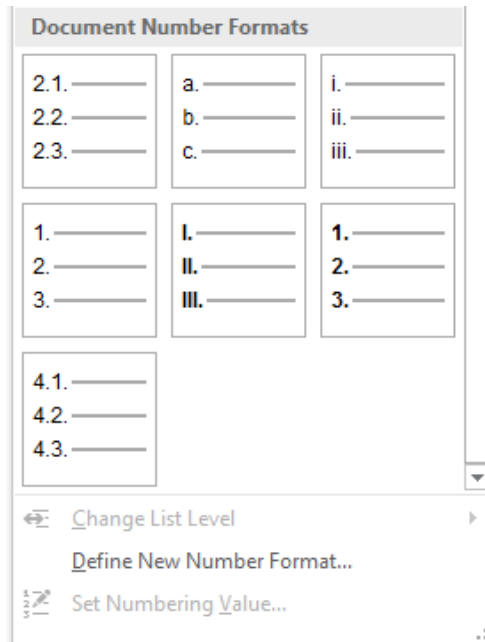 Document Number Formats
2.1. a. i.
2.2. b. ii.
2.3. c. iii.
1. I. 1.
2. II. 2.
3. III. 3.
4.1.
4.2.
4.3.
Change List Level
Define New Number Format...
Set Numbering Value...